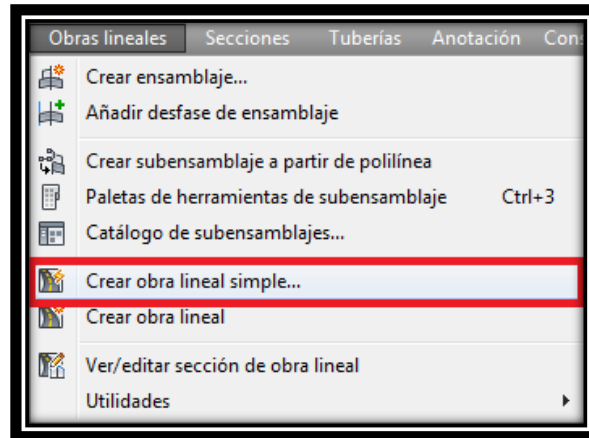 Obras lineales Secciones Tuberías Anotación
Crear ensamblaje...
Añadir desfase de ensamblaje
Crear subensamblaje a partir de polilínea
Paletas de herramientas de subensamblaje Ctrl+3
Catálogo de subensamblajes...
Crear obra lineal simple...
Crear obra lineal
Ver/editar sección de obra lineal
Utilidades